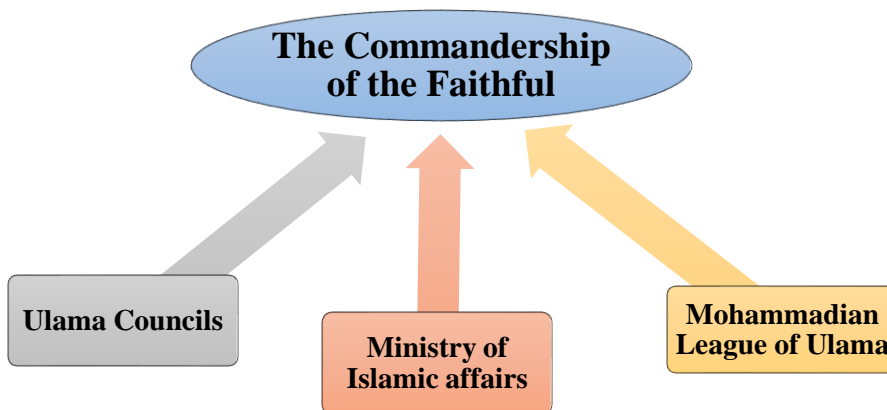 The Commandership
of the Faithful
Ulama Councils
Ministry of
Islamic affairs
Mohammadian
League of Ulama